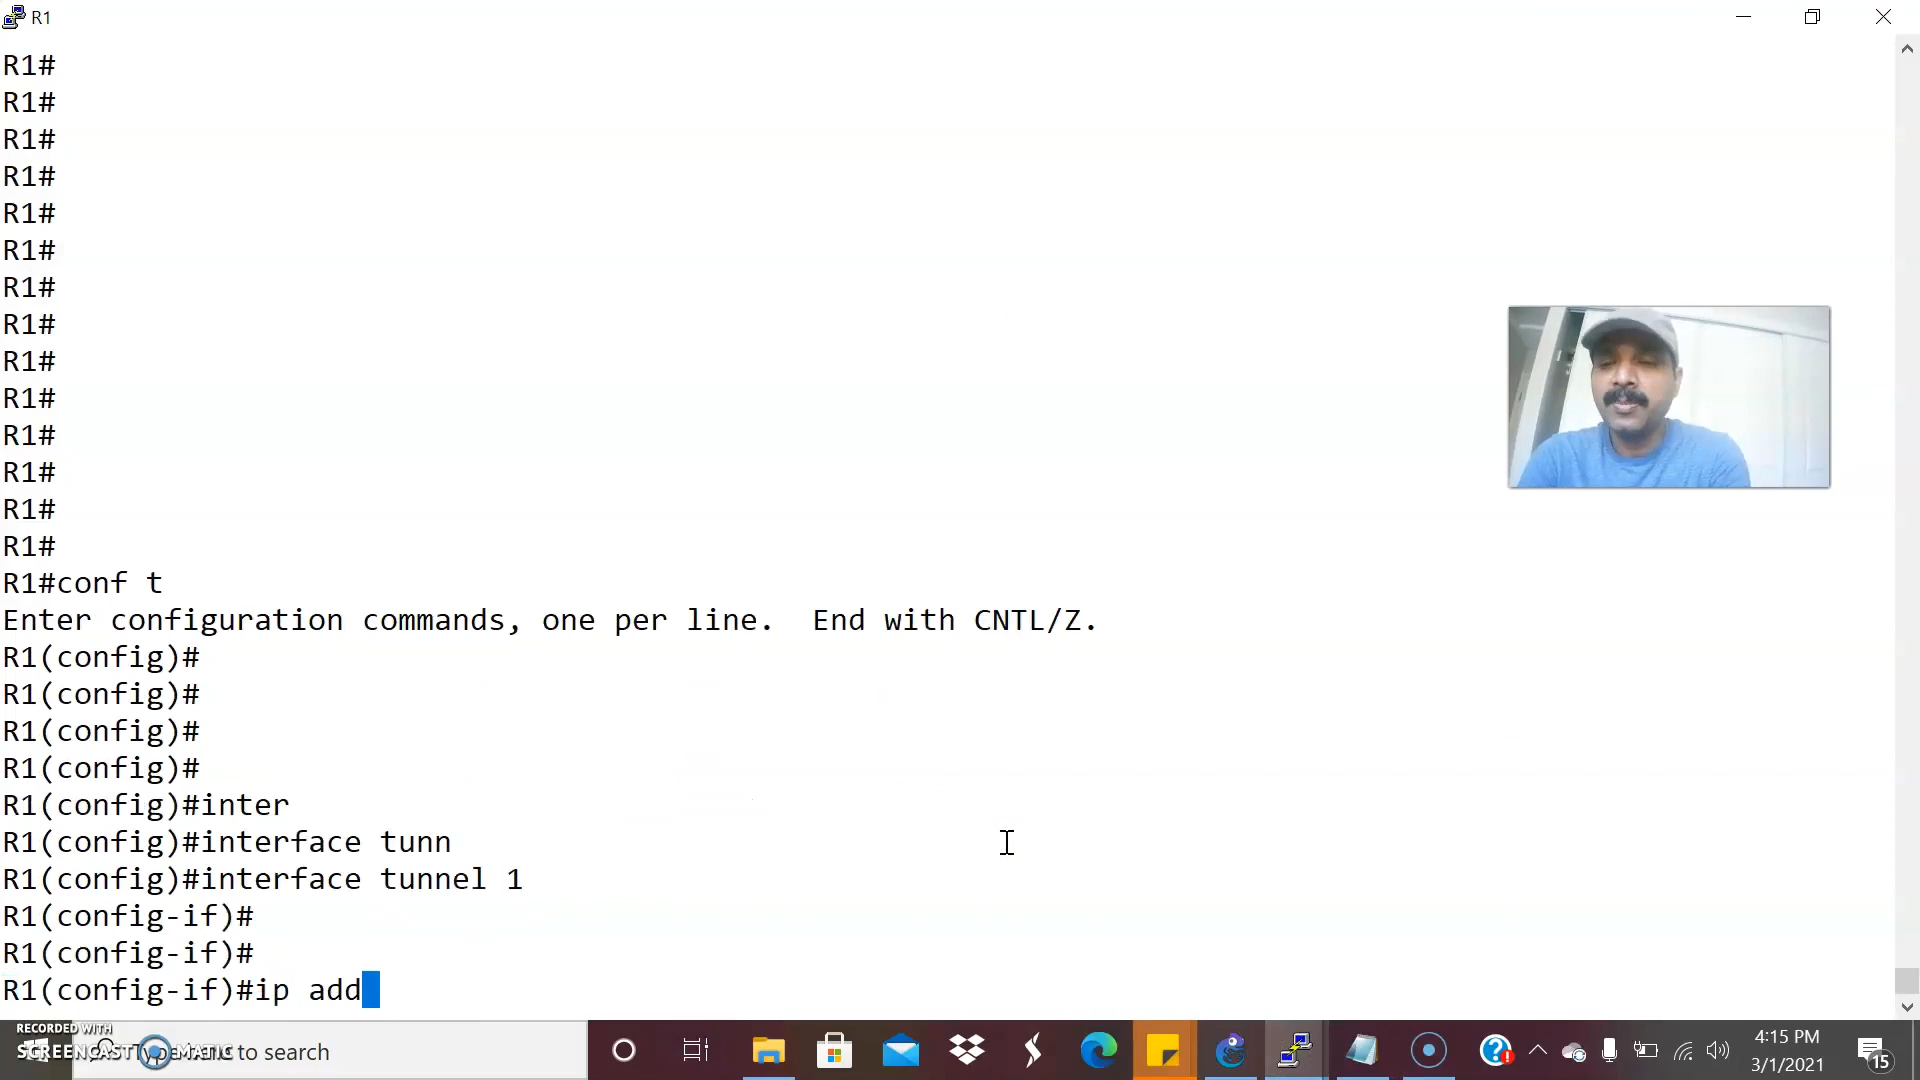 R1
R1#
R1#
R1#
R1#
R1#
R1#
R1#
R1#
R1#
R1#
R1#
R1#
R1#
R1#
R1#conf t
Enter configuration commands, one per line.  End with CNTL/Z.
R1(config)#
R1(config)#
R1(config)#
R1(config)#
R1(config)#inter
R1(config)#interface tunn
R1(config)#interface tunnel 1
R1(config-if)#
R1(config-if)#
R1(config-if)#ip add
RECORDED WITH
SCREENCAST MATIC
to search
4:15 PM
3/1/2021
15